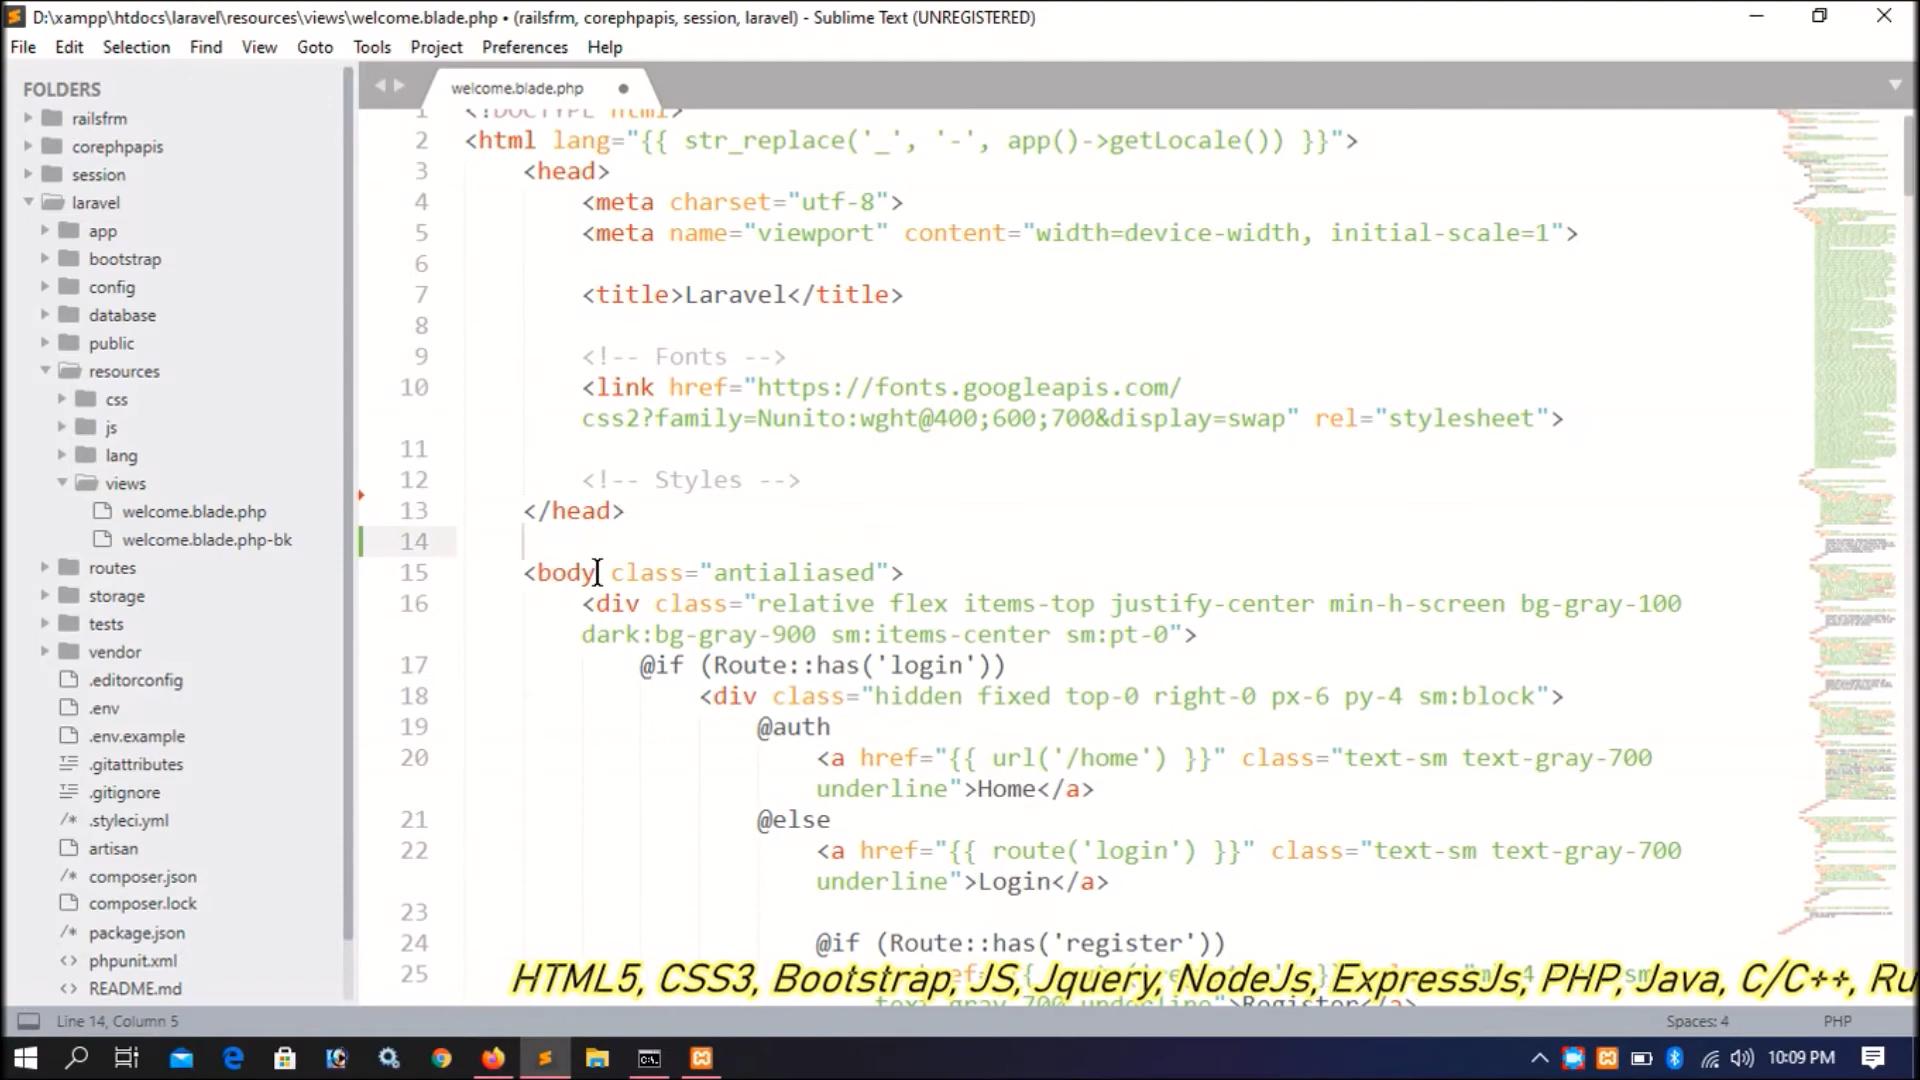 D:\xampp\htdocs\laravel\resources\views\welcome.blade.php • (railsfrm, corephpapis, session, laravel) - Sublime Text (UNREGISTERED)
File Edit Selection Find View Goto Tools Project Preferences Help
FOLDERS
railsfrm
corephpapis
session
laravel
app
bootstrap
config
database
public
resources
css
js
lang
views
welcome.blade.php
welcome.blade.php-bk
routes
storage
tests
vendor
.editorconfig
.env
.env.example
.gitattributes
.gitignore
.styleci.yml
artisan
composer.json
composer.lock
package.json
phpunit.xml
README.md
welcome.blade.php
1 <!DOCTYPE html>
2 <html lang="{{ str_replace('_', '-', app()->getLocale()) }}">
3 <head>
4 <meta charset="utf-8">
5 <meta name="viewport" content="width=device-width, initial-scale=1">
6
7 <title>Laravel</title>
8
9 <!-- Fonts -->
10 <link href="https://fonts.googleapis.com/
css2?family=Nunito:wght@400;600;700&display=swap" rel="stylesheet">
11
12 <!-- Styles -->
13 </head>
14
15 <body class="antialiased">
16 <div class="relative flex items-top justify-center min-h-screen bg-gray-100
dark:bg-gray-900 sm:items-center sm:pt-0">
17 @if (Route::has('login'))
18 <div class="hidden fixed top-0 right-0 px-6 py-4 sm:block">
19 @auth
20 <a href="{{ url('/home') }}" class="text-sm text-gray-700
underline">Home</a>
21 @else
22 <a href="{{ route('login') }}" class="text-sm text-gray-700
underline">Login</a>
23
24 @if (Route::has('register'))
25
HTML5, CSS3, Bootstrap, JS, Jquery, NodeJs, ExpressJs, PHP, Java, C/C++, Ru
text-gray-700 underline">Register</a>
Line 14, Column 5
Spaces: 4
PHP
10:09 PM